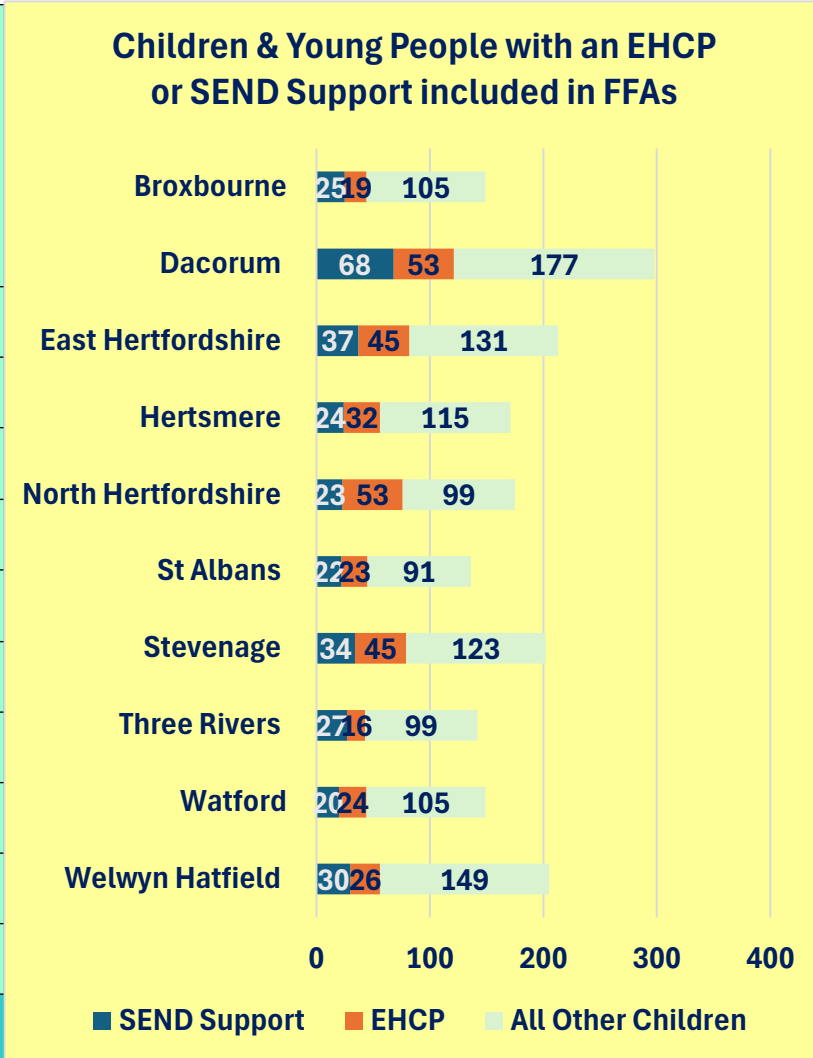 Children & Young People with an EHCP
or SEND Support included in FFAs
Broxbourne 25 19 105
Dacorum 68 53 177
East Hertfordshire 37 45 131
Hertsmere 24 32 115
North Hertfordshire 23 53 99
St Albans 22 23 91
Stevenage 34 45 123
Three Rivers 27 16 99
Watford 20 24 105
Welwyn Hatfield 30 26 149
0 100 200 300 400
SEND Support EHCP All Other Children